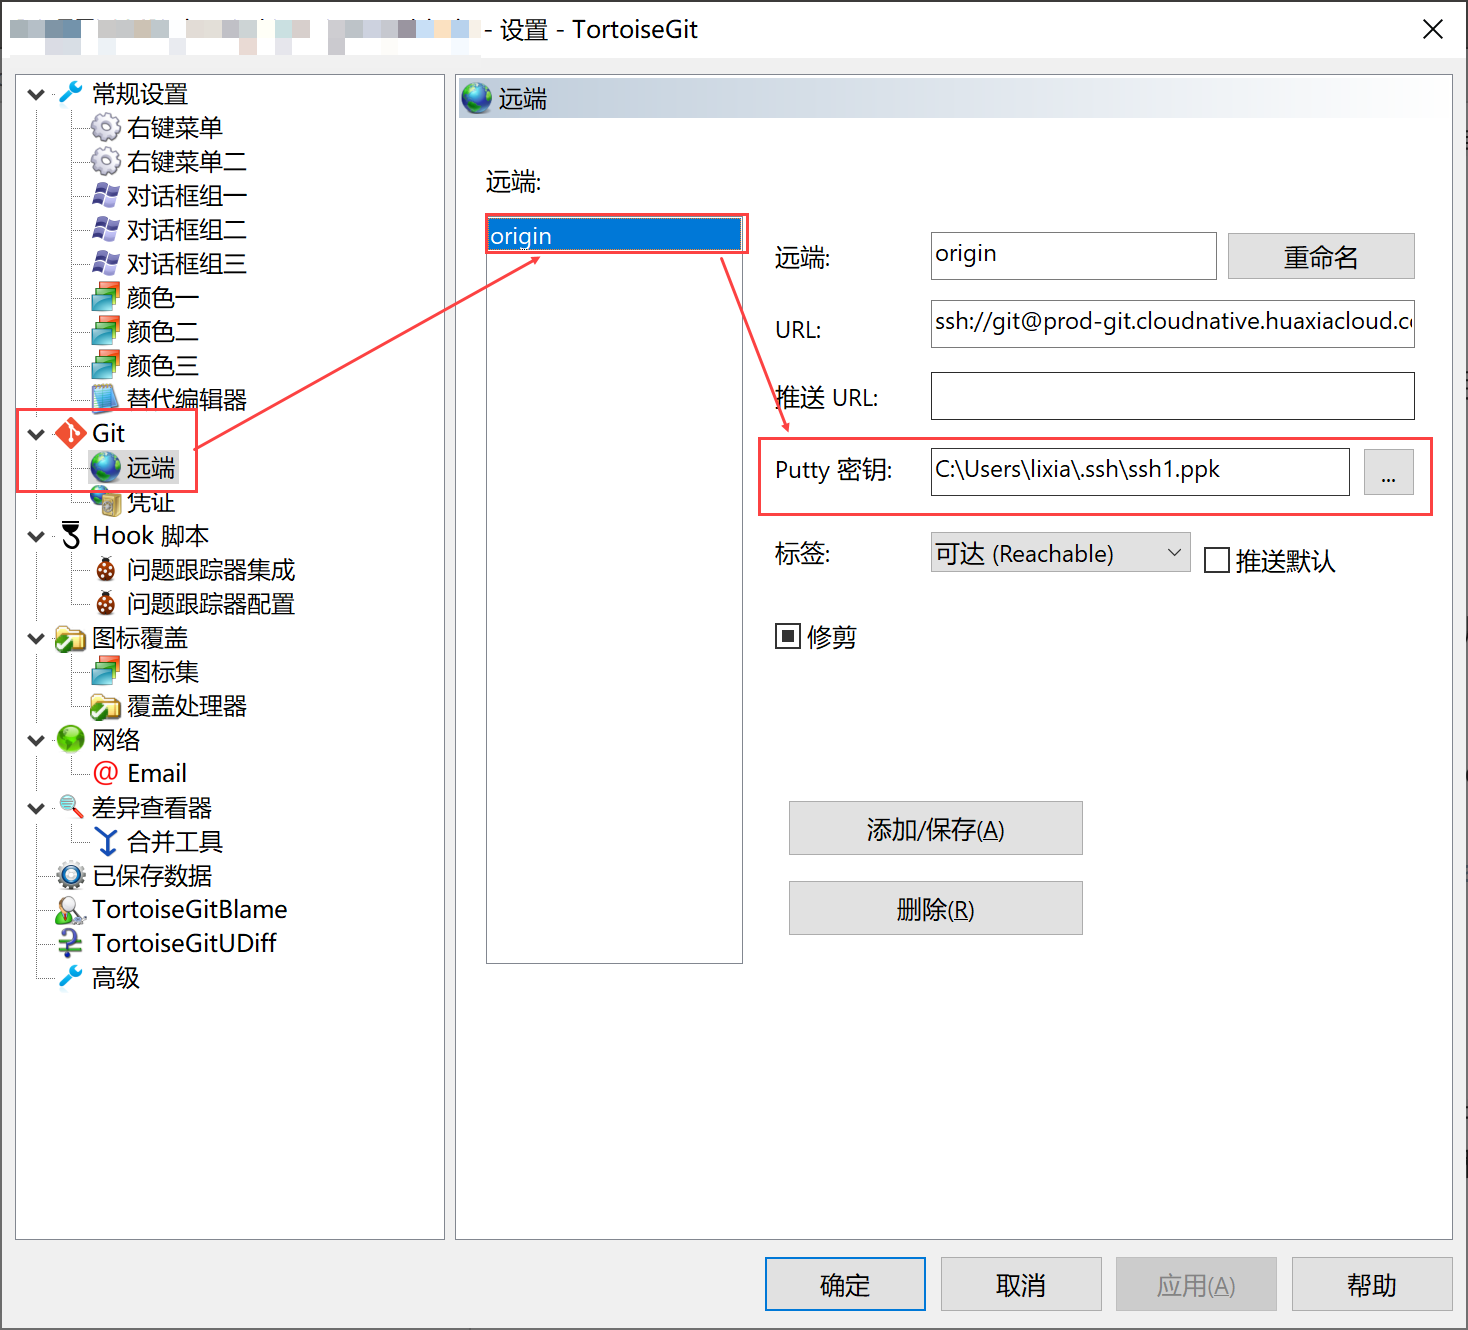 - 设置 - TortoiseGit
常规设置
右键菜单
右键菜单二
对话框组一
对话框组二
对话框组三
颜色一
颜色二
颜色三
替代编辑器
Git
远端
凭证
Hook 脚本
问题跟踪器集成
问题跟踪器配置
图标覆盖
图标集
覆盖处理器
网络
Email
差异查看器
合并工具
已保存数据
TortoiseGitBlame
TortoiseGitUDiff
高级
远端
远端:
origin
远端: origin 重命名
URL: ssh://git@prod-git.cloudnative.huaxiacloud.c
推送 URL:
Putty 密钥: C:\Users\lixia\.ssh\ssh1.ppk ...
标签: 可达 (Reachable) 推送默认
修剪
添加/保存(A)
删除(R)
确定 取消 应用(A) 帮助